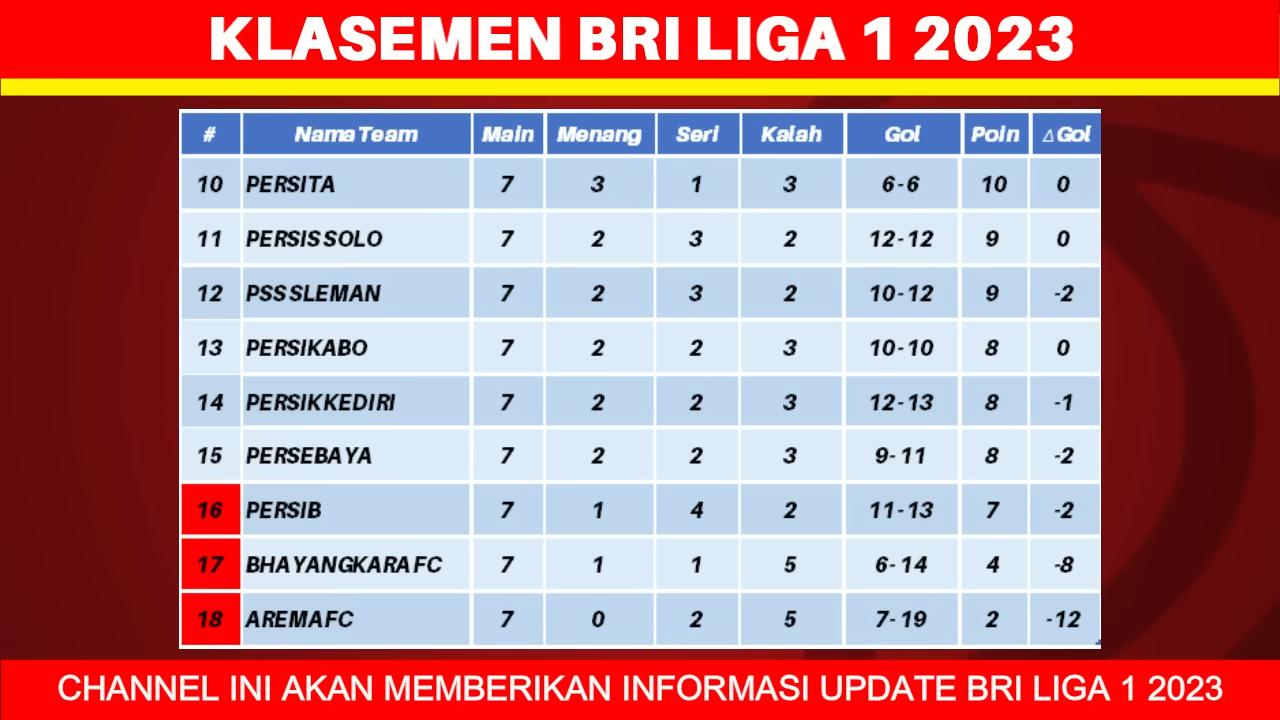 KLASEMEN BRI LIGA 1 2023
# Nama Team Main Menang Seri Kalah Gol Poin △Gol
10 PERSITA 7 3 1 3 6-6 10 0
11 PERSIS SOLO 7 2 3 2 12-12 9 0
12 PSS SLEMAN 7 2 3 2 10-12 9 -2
13 PERSIKABO 7 2 2 3 10-10 8 0
14 PERSIK KEDIRI 7 2 2 3 12-13 8 -1
15 PERSEBAYA 7 2 2 3 9-11 8 -2
16 PERSIB 7 1 4 2 11-13 7 -2
17 BHAYANGKARA FC 7 1 1 5 6-14 4 -8
18 AREMA FC 7 0 2 5 7-19 2 -12
CHANNEL INI AKAN MEMBERIKAN INFORMASI UPDATE BRI LIGA 1 2023